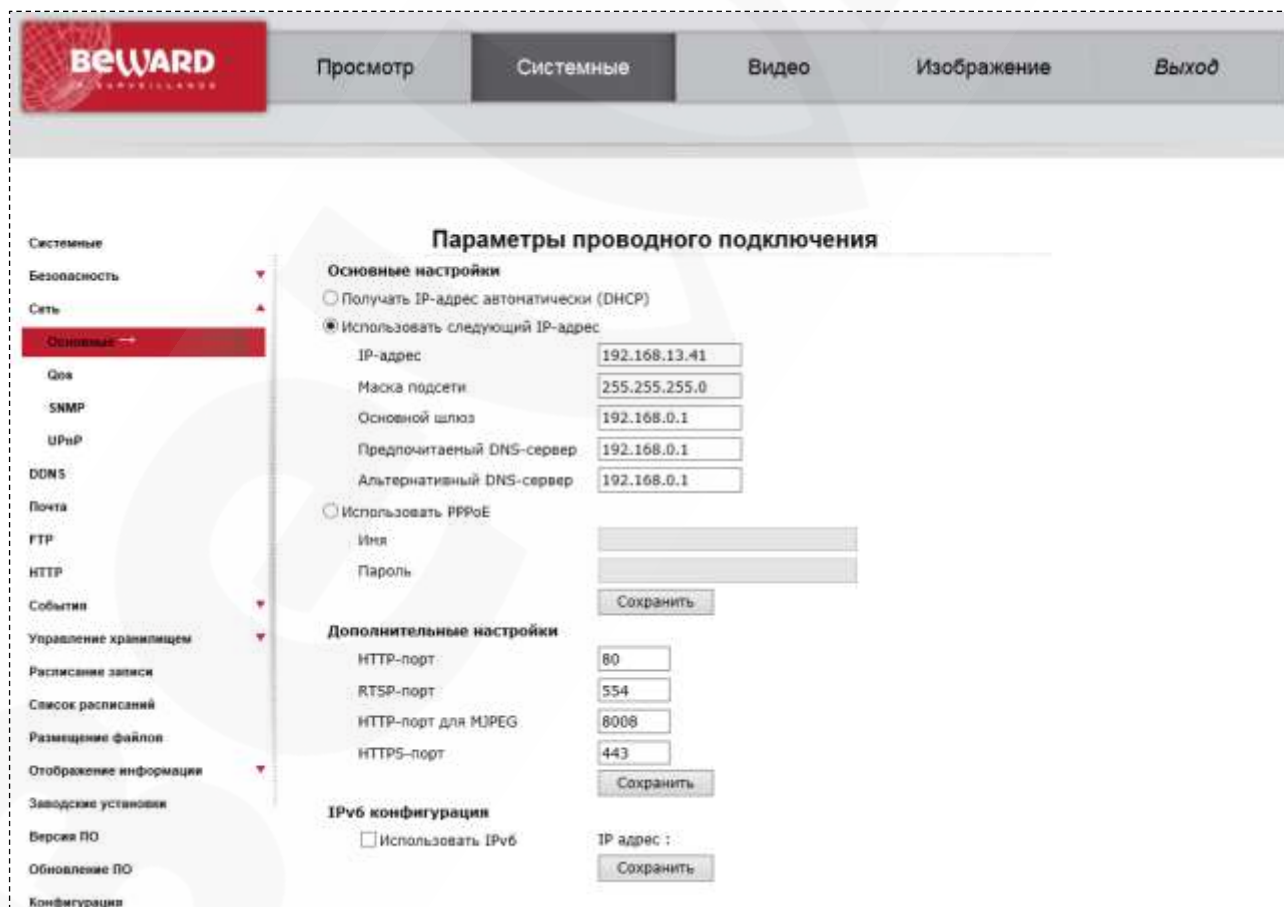 BEWARD
Просмотр
Системные
Видео
Изображение
Выход
Системные
Безопасность
Сеть
Основные →
Qos
SNMP
UPnP
DDNS
Почта
FTP
HTTP
События
Управление хранилищем
Расписание записи
Список расписаний
Размещение файлов
Отображение информации
Заводские установки
Версия ПО
Обновление ПО
Конфигурация
Параметры проводного подключения
Основные настройки
Получать IP-адрес автоматически (DHCP)
Использовать следующий IP-адрес
IP-адрес 192.168.13.41
Маска подсети 255.255.255.0
Основной шлюз 192.168.0.1
Предпочитаемый DNS-сервер 192.168.0.1
Альтернативный DNS-сервер 192.168.0.1
Использовать PPPoE
Имя
Пароль
Сохранить
Дополнительные настройки
HTTP-порт 80
RTSP-порт 554
HTTP-порт для MJPEG 8008
HTTPS-порт 443
Сохранить
IPv6 конфигурация
Использовать IPv6 IP адрес :
Сохранить